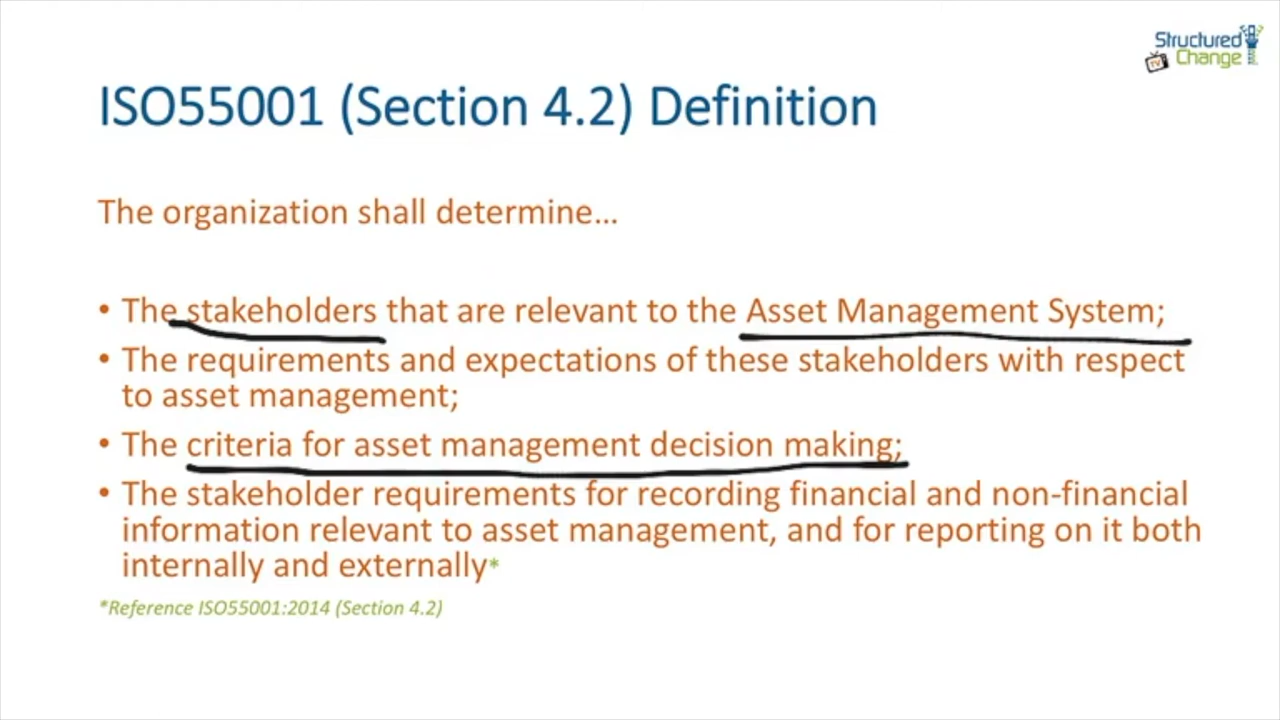 Structured
TV Change
ISO55001 (Section 4.2) Definition
The organization shall determine…
• The stakeholders that are relevant to the Asset Management System;
• The requirements and expectations of these stakeholders with respect
to asset management;
• The criteria for asset management decision making;
• The stakeholder requirements for recording financial and non-financial
information relevant to asset management, and for reporting on it both
internally and externally*
*Reference ISO55001:2014 (Section 4.2)